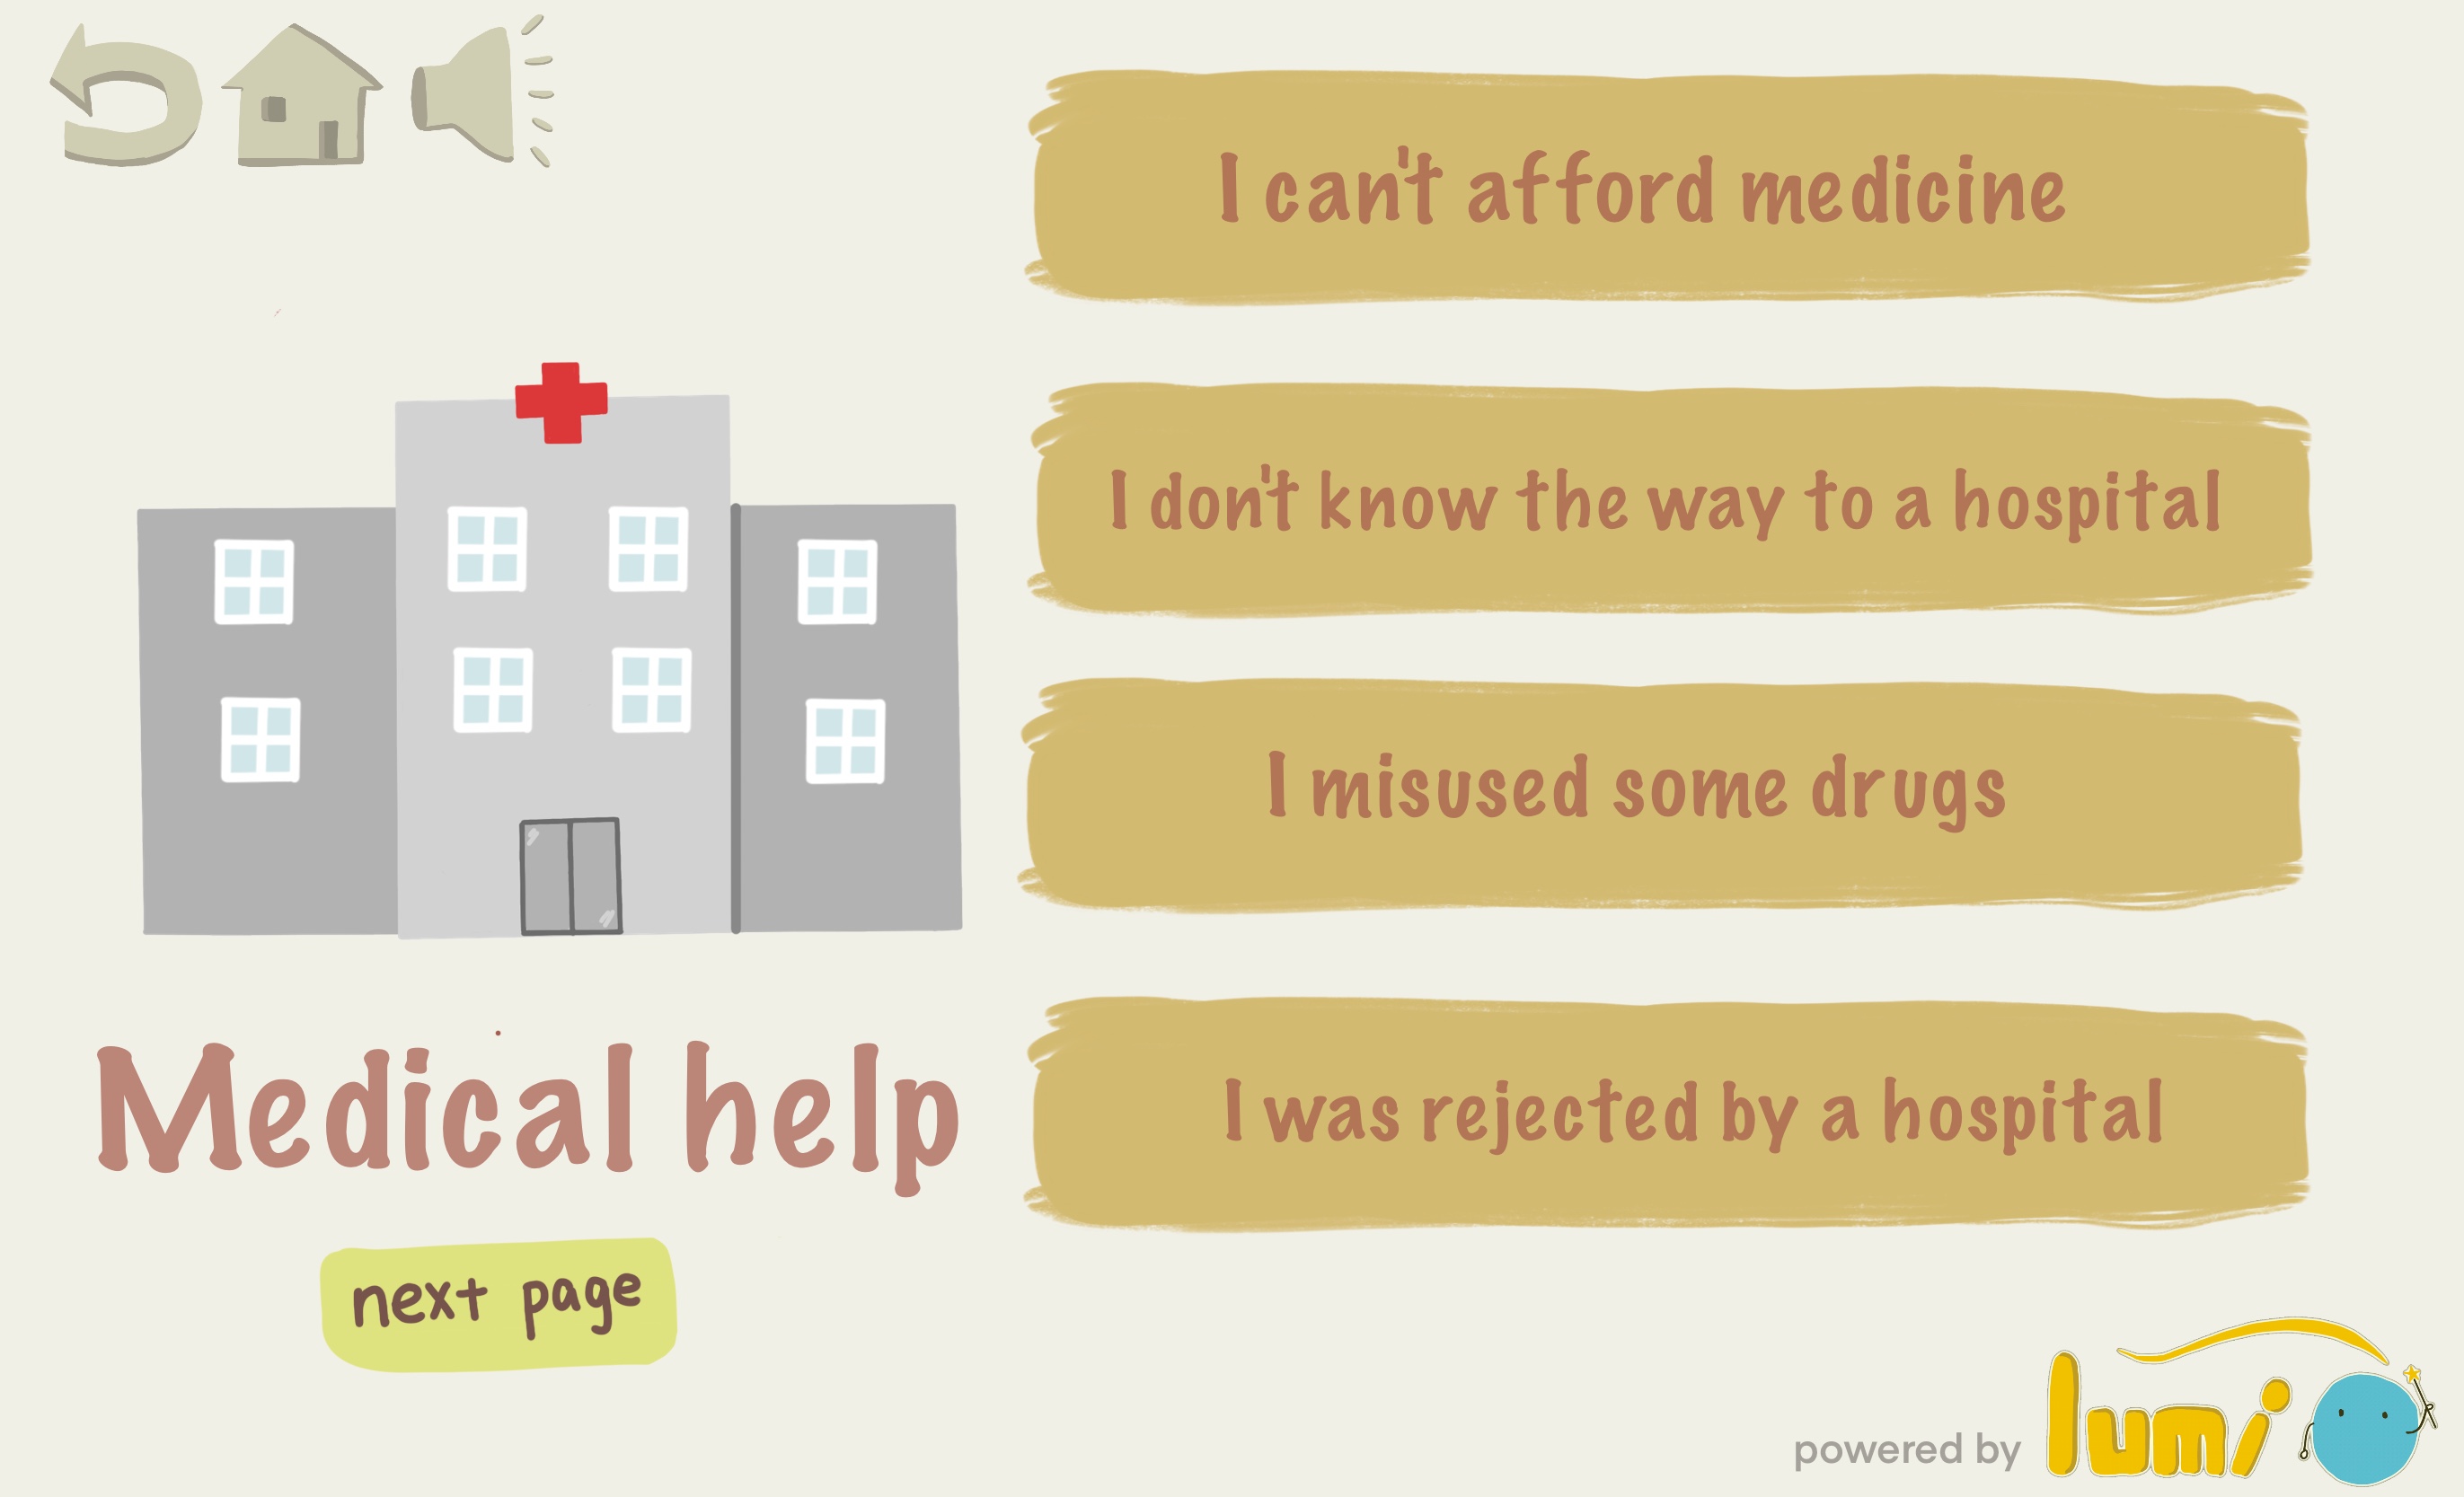 I can't afford medicine
I don't know the way to a hospital
I misused some drugs
I was rejected by a hospital
Medical help
next page
powered by lumi